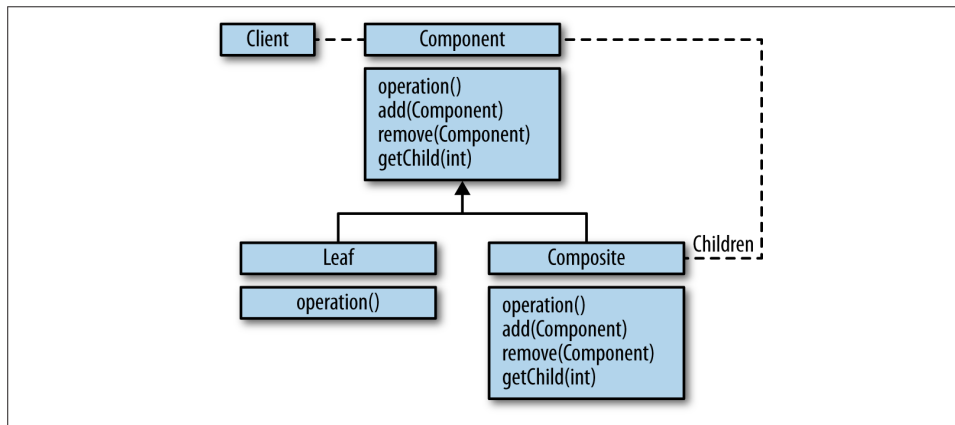 Client
Component
operation()
add(Component)
remove(Component)
getChild(int)
Children
Leaf
Composite
operation()
operation()
add(Component)
remove(Component)
getChild(int)